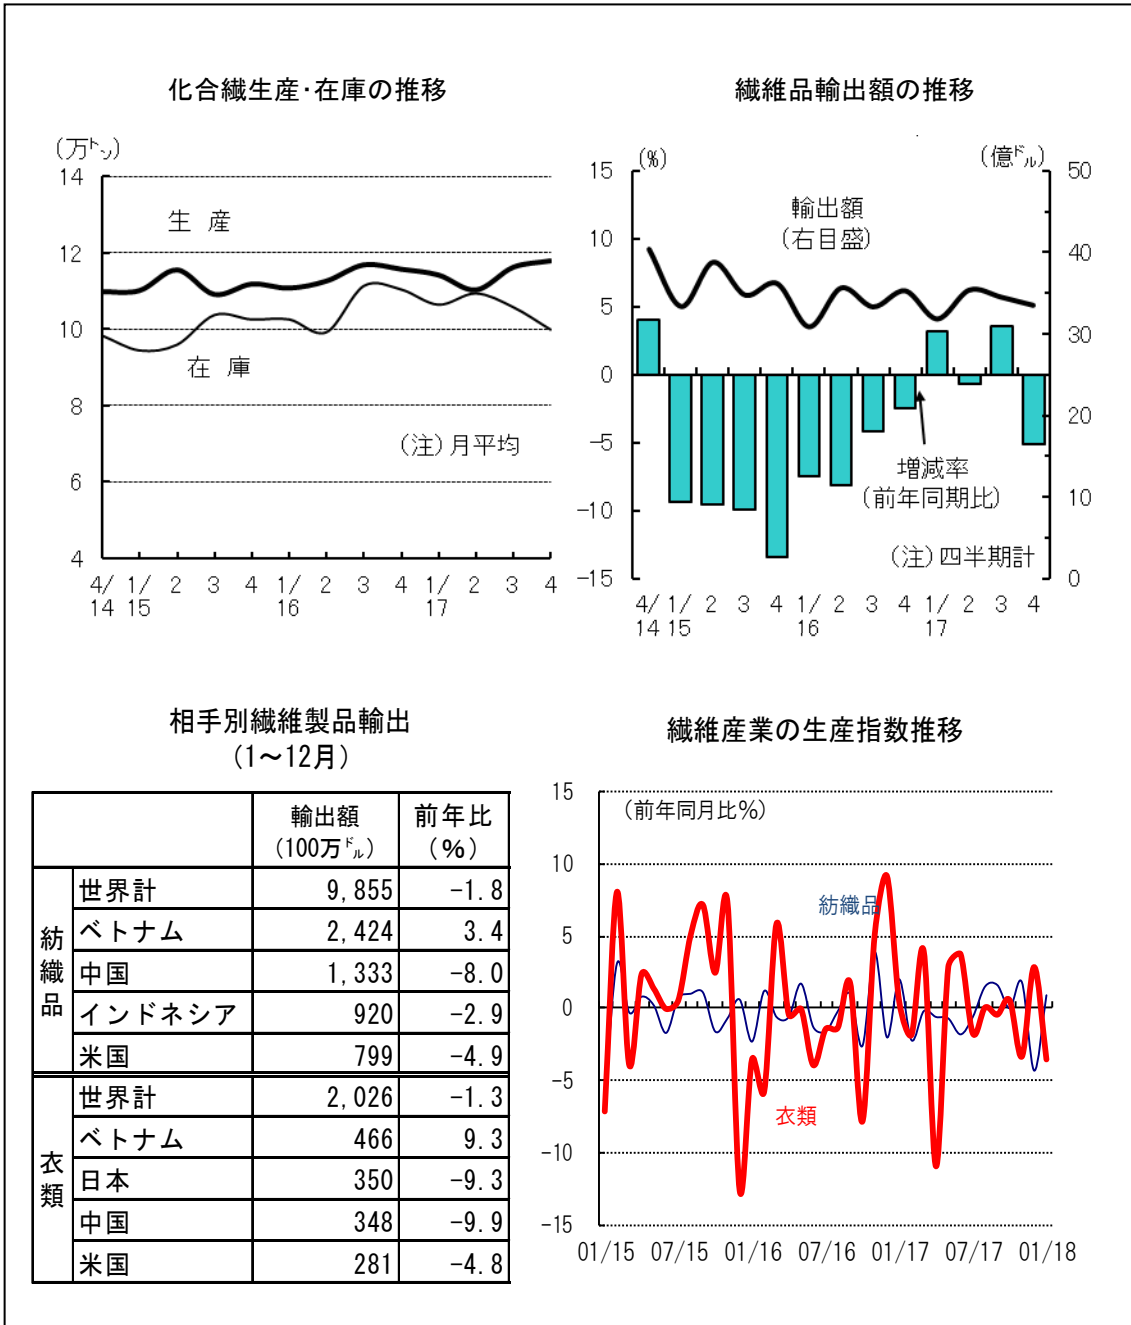 化合繊生産・在庫の推移
(万㌧)
14
12
10
8
6
4
生 産
在 庫
(注)月平均
4/ 1/ 2 3 4 1/ 2 3 4 1/ 2 3 4
14 15 16 17
繊維品輸出額の推移
(%)
(億㌦)
15
10
5
0
-5
-10
-15
50
40
30
20
10
0
輸出額
(右目盛)
増減率
(前年同期比)
(注)四半期計
4/ 1/ 2 3 4 1/ 2 3 4 1/ 2 3 4
14 15 16 17
相手別繊維製品輸出
(1～12月)
輸出額 前年比
(100万㌦) (%)
紡織品
世界計 9,855 -1.8
ベトナム 2,424 3.4
中国 1,333 -8.0
インドネシア 920 -2.9
米国 799 -4.9
衣類
世界計 2,026 -1.3
ベトナム 466 9.3
日本 350 -9.3
中国 348 -9.9
米国 281 -4.8
繊維産業の生産指数推移
(前年同月比%)
15
10
5
0
-5
-10
-15
紡織品
衣類
01/15 07/15 01/16 07/16 01/17 07/17 01/18